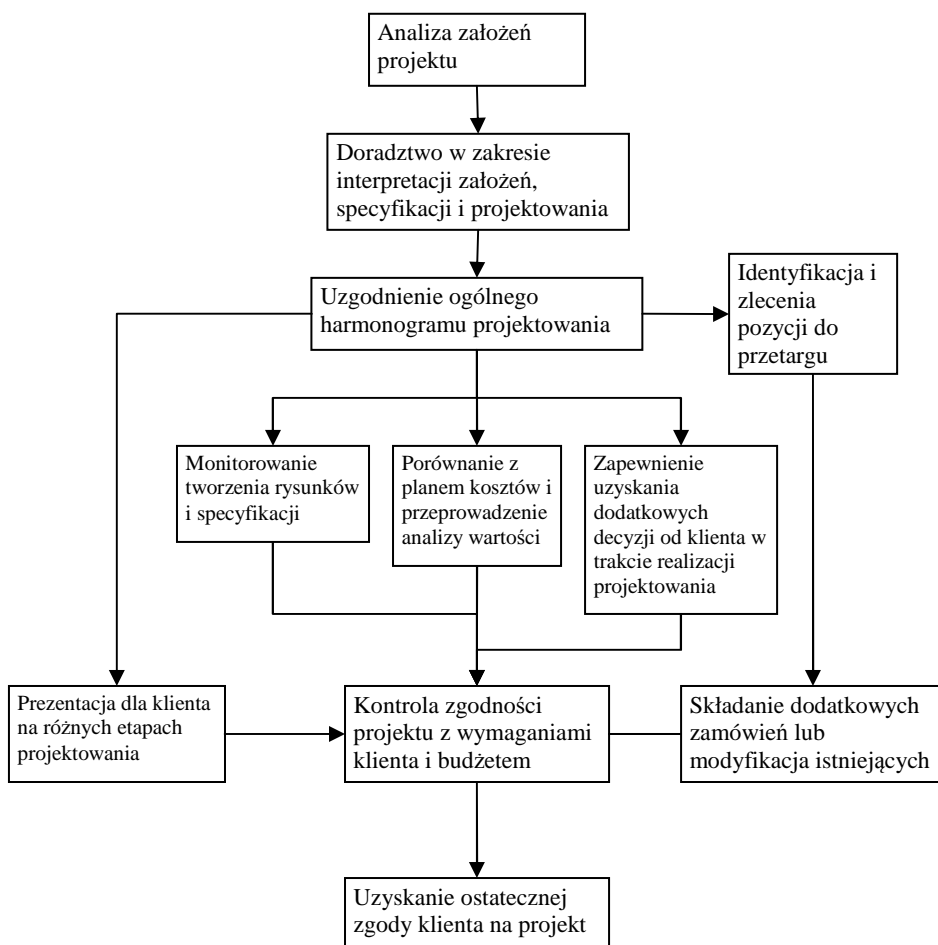 Analiza założeń
projektu
Doradztwo w zakresie
interpretacji założeń,
specyfikacji i projektowania
Uzgodnienie ogólnego
harmonogramu projektowania
Identyfikacja i
zlecenia
pozycji do
przetargu
Monitorowanie
tworzenia rysunków
i specyfikacji
Porównanie z
planem kosztów i
przeprowadzenie
analizy wartości
Zapewnienie
uzyskania
dodatkowych
decyzji od klienta w
trakcie realizacji
projektowania
Prezentacja dla klienta
na różnych etapach
projektowania
Kontrola zgodności
projektu z wymaganiami
klienta i budżetem
Składanie dodatkowych
zamówień lub
modyfikacja istniejących
Uzyskanie ostatecznej
zgody klienta na projekt